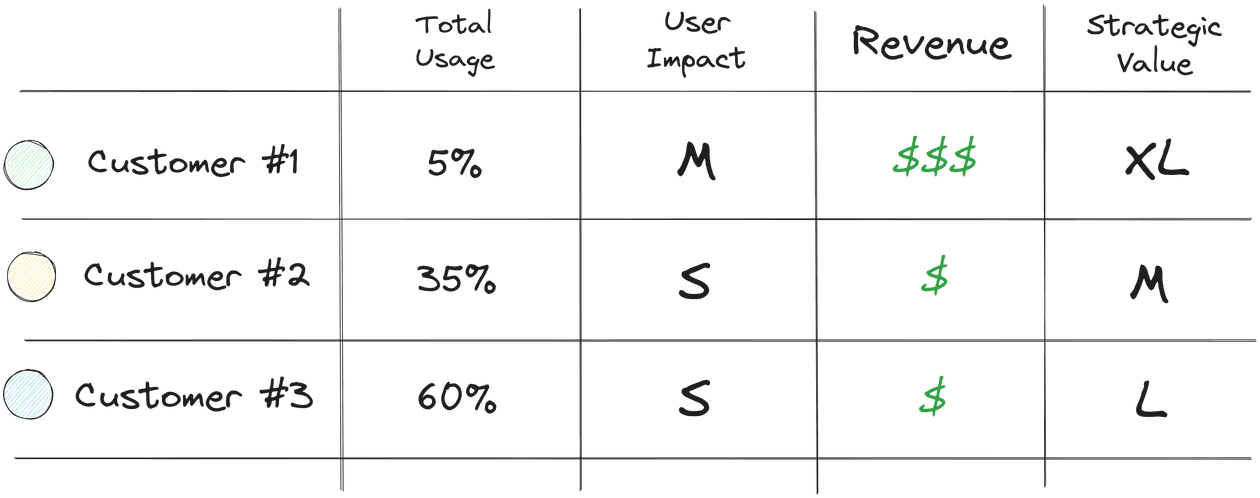 Total Usage User Impact Revenue Strategic Value
Customer #1 5% M $$$ XL
Customer #2 35% S $ M
Customer #3 60% S $ L